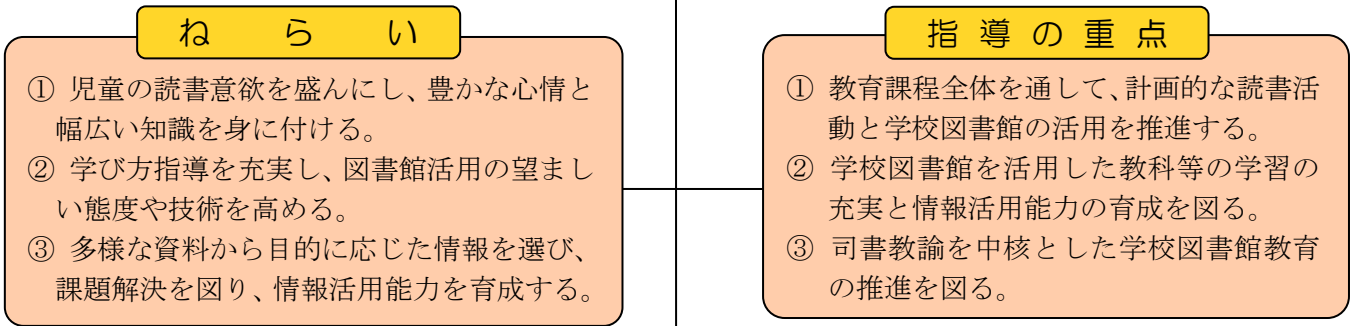 ねらい
① 児童の読書意欲を盛んにし、豊かな心情と
幅広い知識を身に付ける。
② 学び方指導を充実し、図書館活用の望まし
い態度や技術を高める。
③ 多様な資料から目的に応じた情報を選び、
課題解決を図り、情報活用能力を育成する。
指導の重点
① 教育課程全体を通して、計画的な読書活
動と学校図書館の活用を推進する。
② 学校図書館を活用した教科等の学習の
充実と情報活用能力の育成を図る。
③ 司書教諭を中核とした学校図書館教育
の推進を図る。